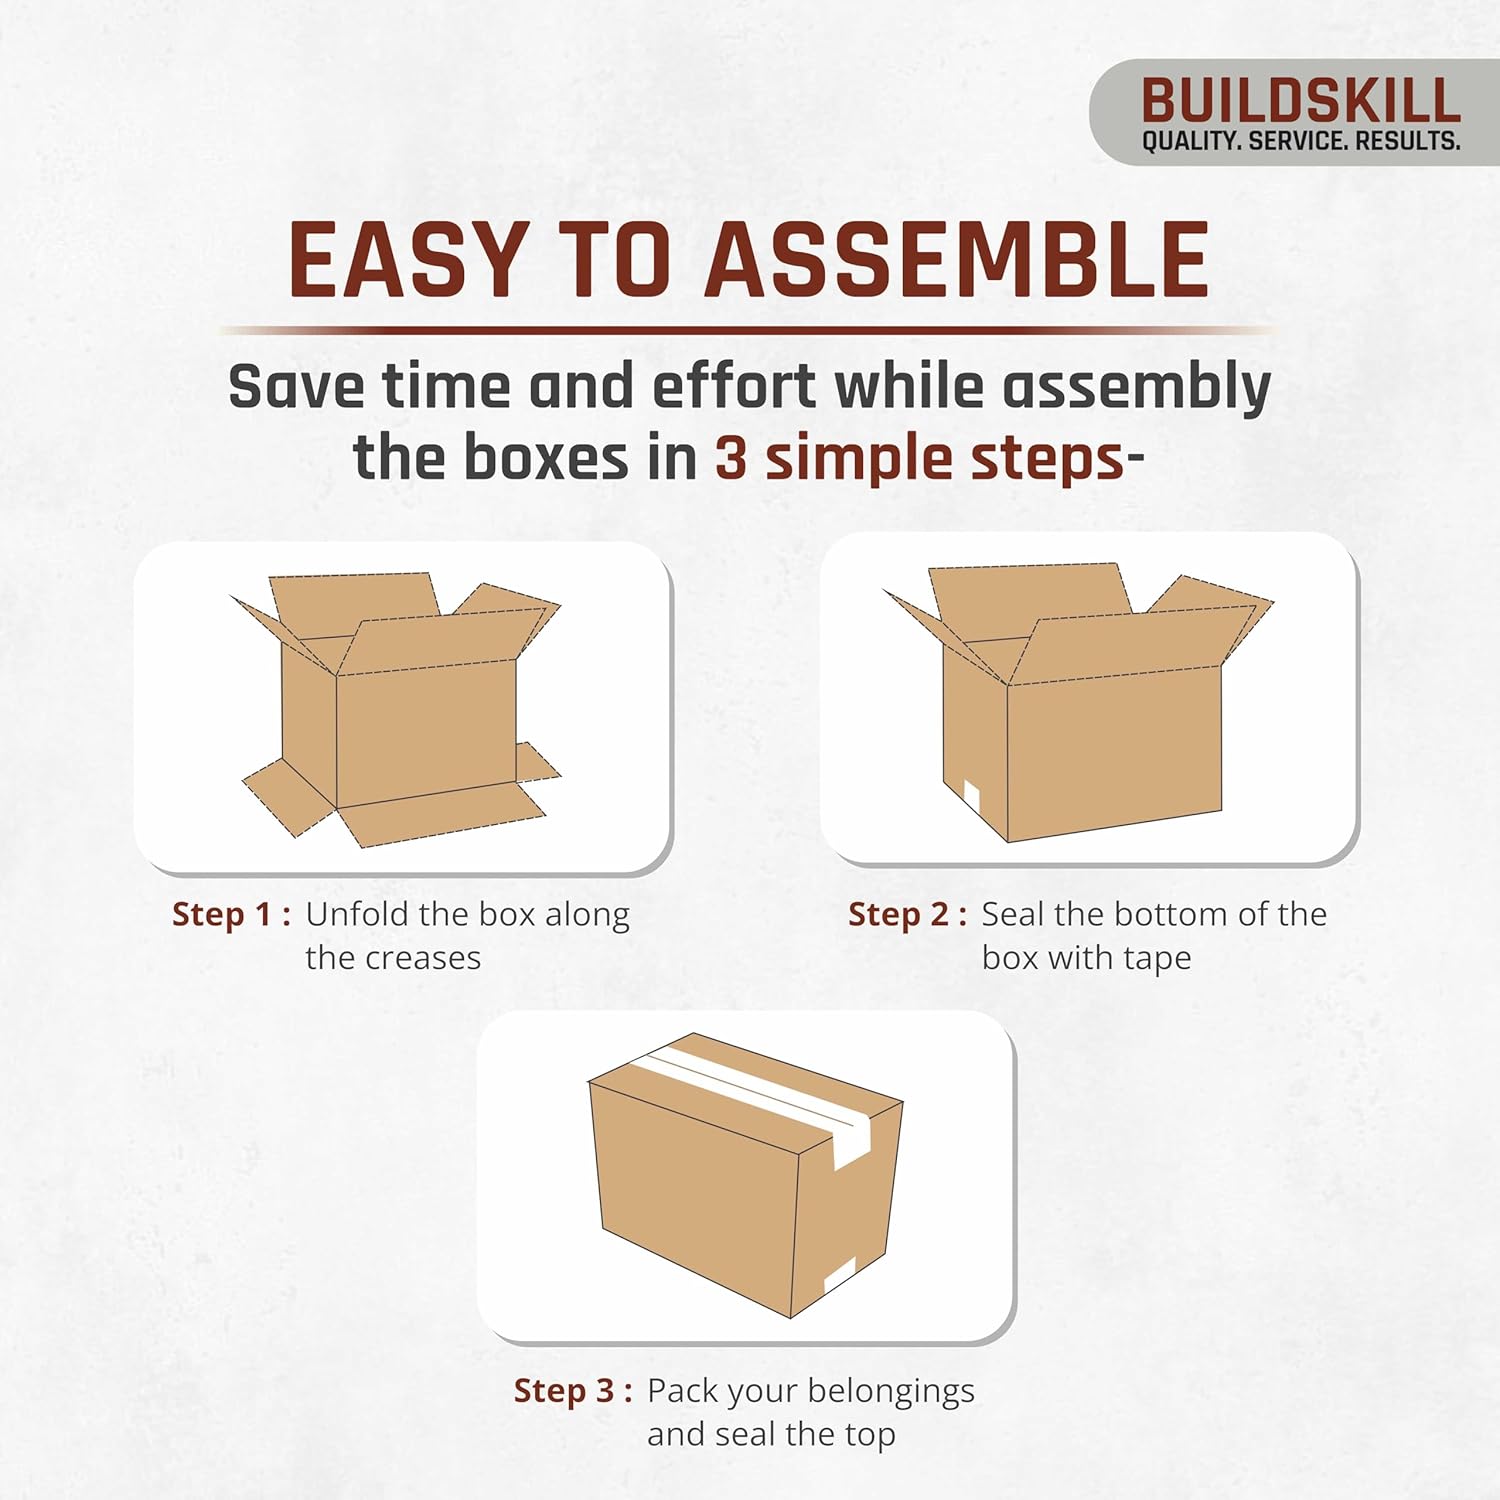 BUILDSKILL
QUALITY. SERVICE. RESULTS.
EASY TO ASSEMBLE
Save time and effort while assembly
the boxes in 3 simple steps-
Step 1 : Unfold the box along
the creases
Step 2 : Seal the bottom of the
box with tape
Step 3 : Pack your belongings
and seal the top